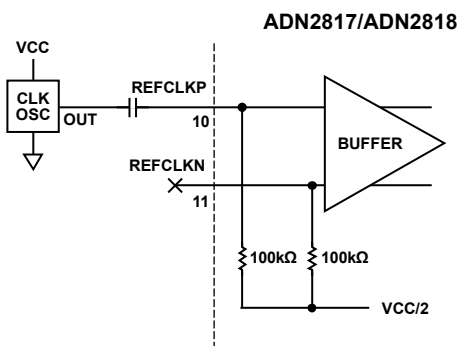 ADN2817/ADN2818
VCC
CLK
OSC
OUT
REFCLKP
10
BUFFER
REFCLKN
11
100kΩ
100kΩ
VCC/2